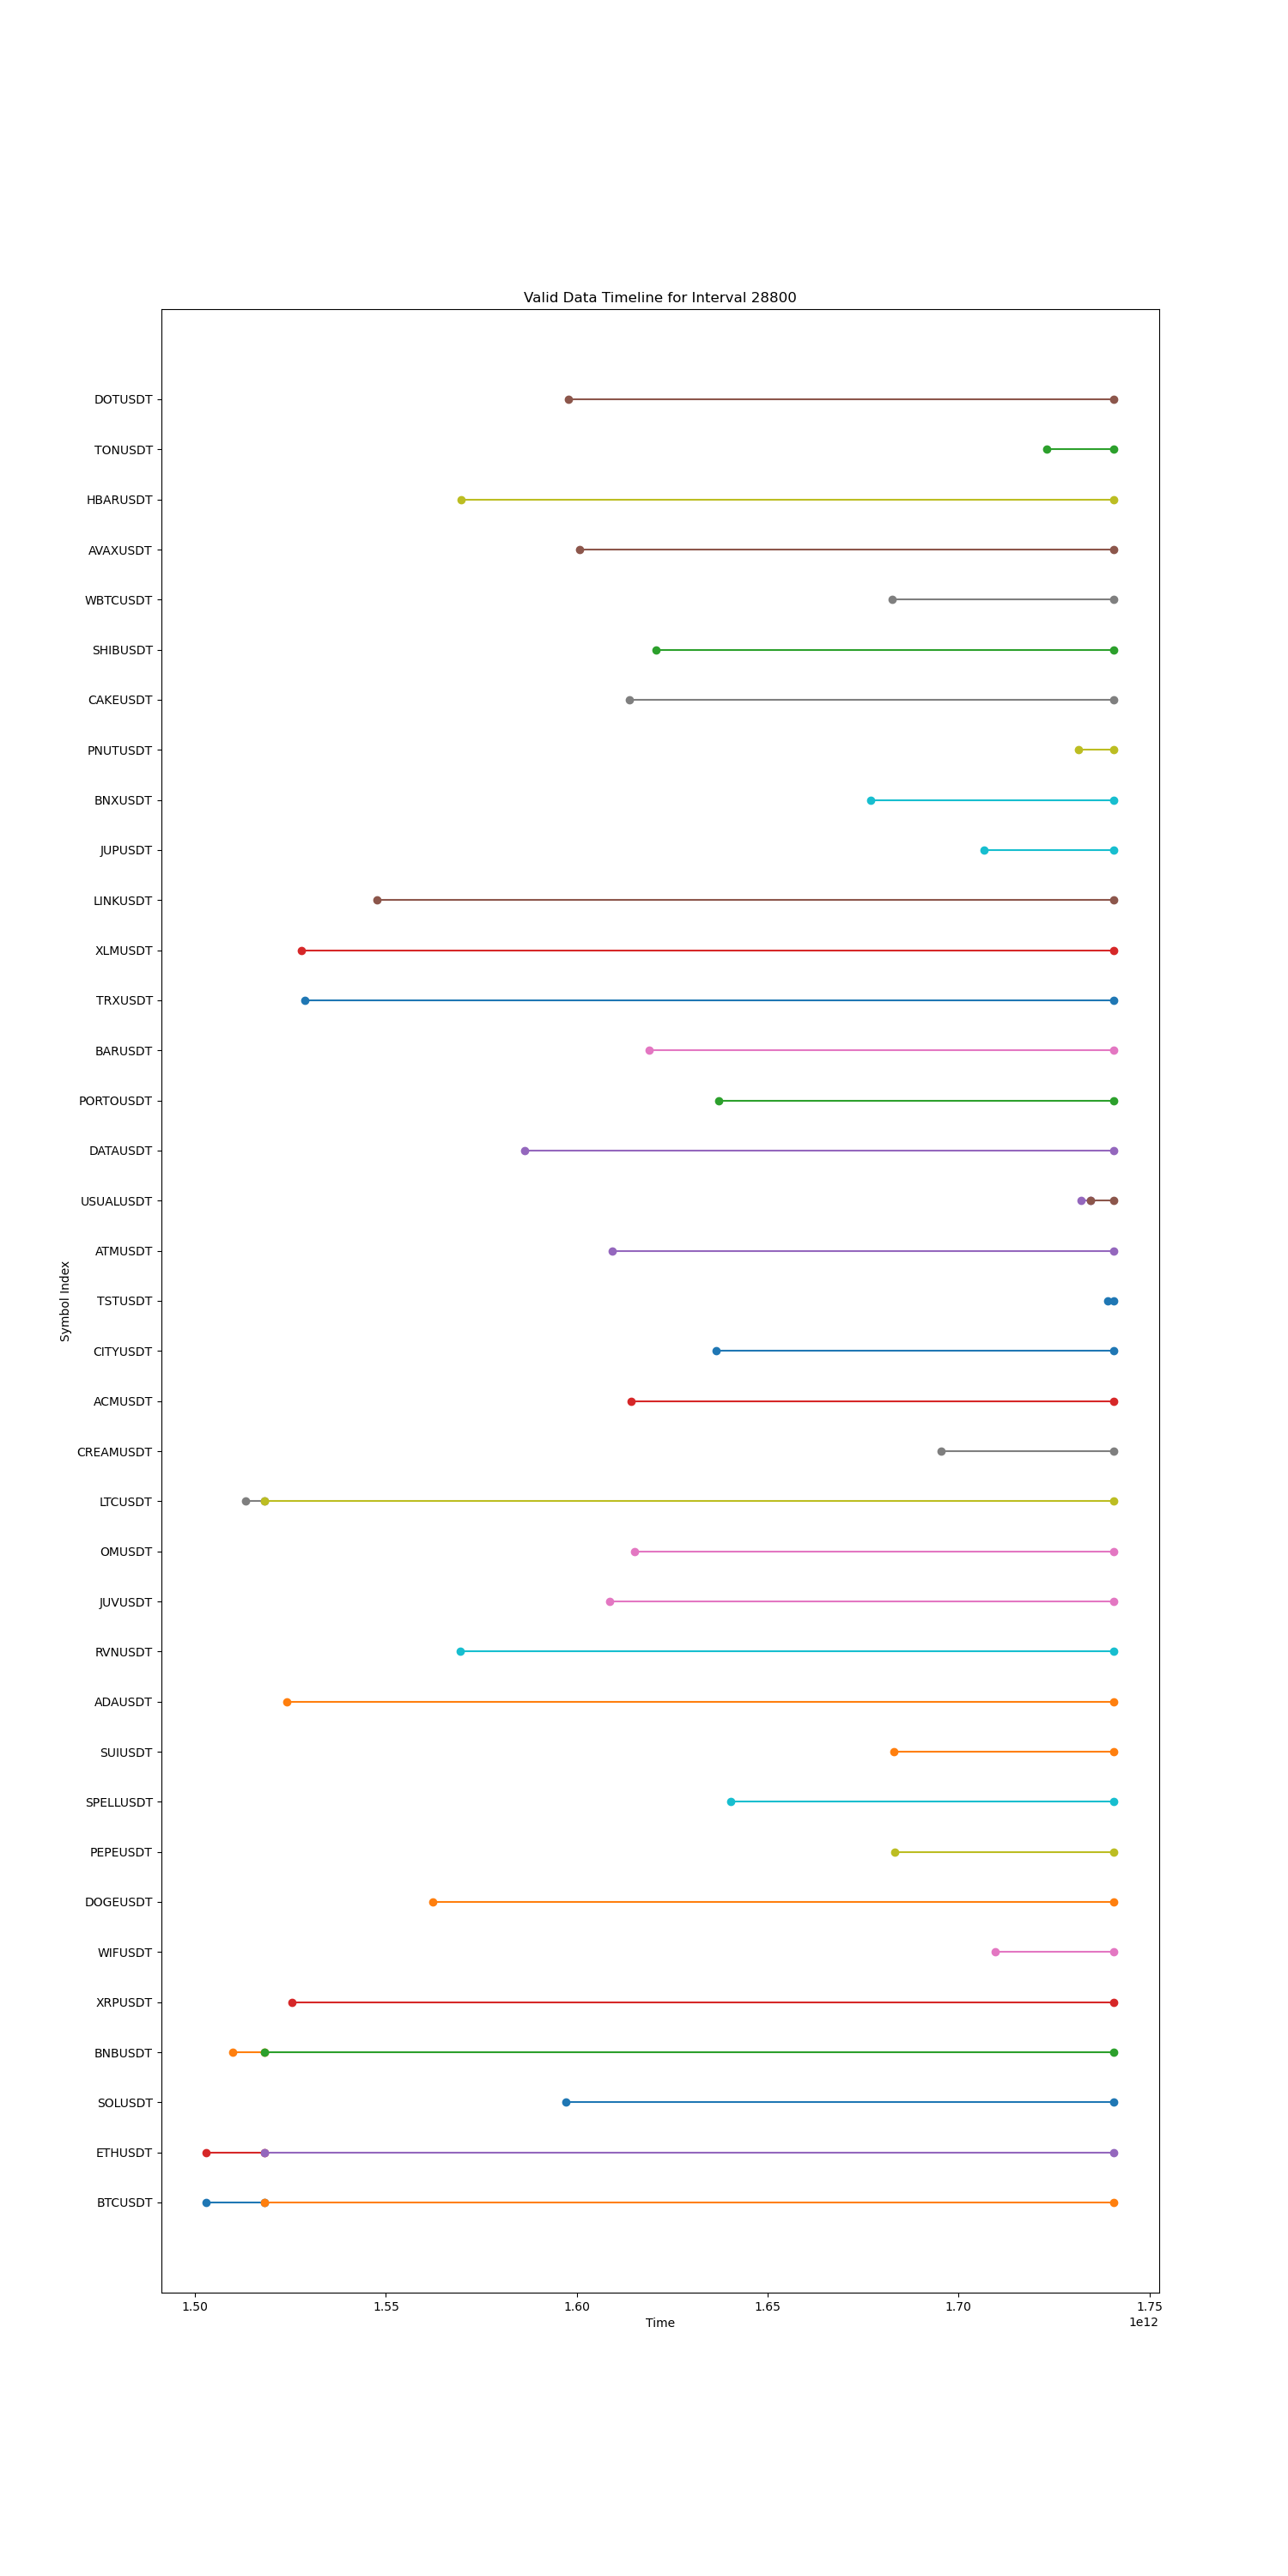 Valid Data Timeline for Interval 28800
DOTUSDT
TONUSDT
HBARUSDT
AVAXUSDT
WBTCUSDT
SHIBUSDT
CAKEUSDT
PNUTUSDT
BNXUSDT
JUPUSDT
LINKUSDT
XLMUSDT
TRXUSDT
BARUSDT
PORTOUSDT
DATAUSDT
USUALUSDT
ATMUSDT
TSTUSDT
CITYUSDT
ACMUSDT
CREAMUSDT
LTCUSDT
OMUSDT
JUVUSDT
RVNUSDT
ADAUSDT
SUIUSDT
SPELLUSDT
PEPEUSDT
DOGEUSDT
WIFUSDT
XRPUSDT
BNBUSDT
SOLUSDT
ETHUSDT
BTCUSDT
Symbol Index
1.50 1.55 1.60 1.65 1.70 1.75
Time
1e12